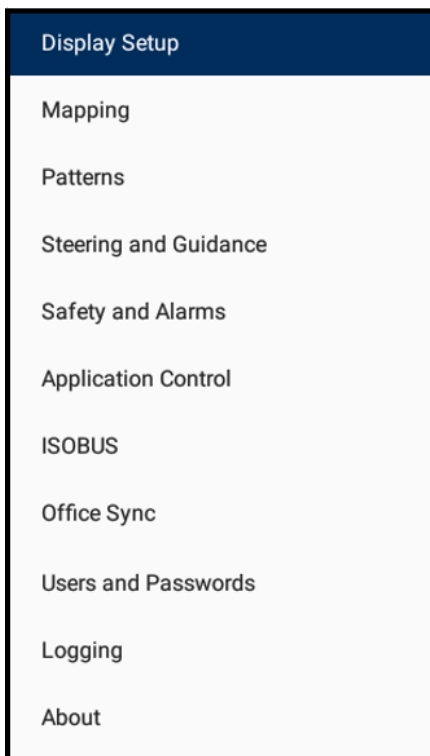 Display Setup
Mapping
Patterns
Steering and Guidance
Safety and Alarms
Application Control
ISOBUS
Office Sync
Users and Passwords
Logging
About